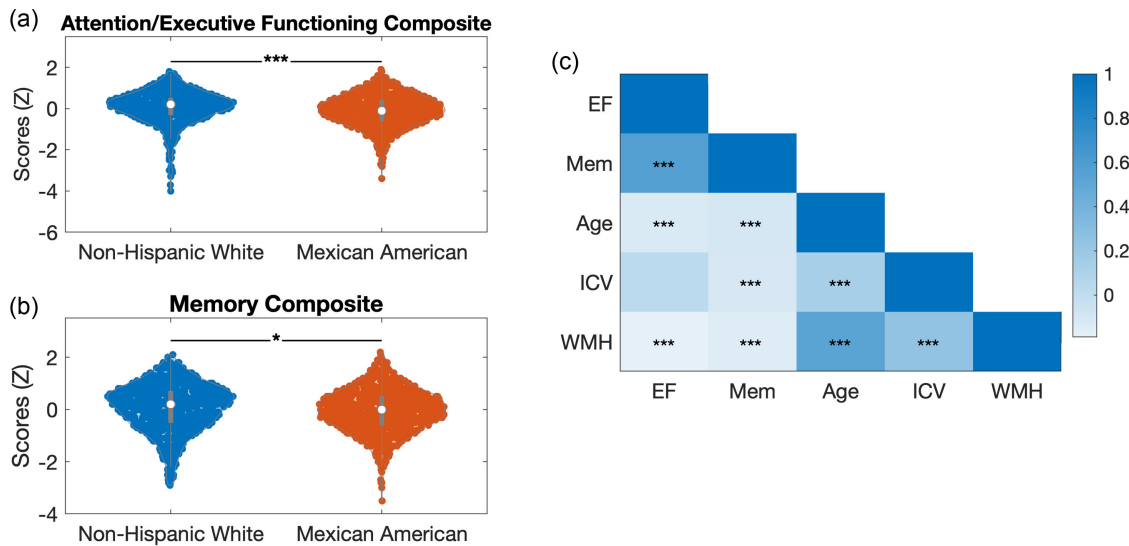 (a)
Attention/Executive Functioning Composite
***
2
0
-2
-4
-6
Scores (Z)
Non-Hispanic White Mexican American
(b)
Memory Composite
*
2
0
-2
-4
Scores (Z)
Non-Hispanic White Mexican American
(c)
EF
Mem ***
Age *** ***
ICV *** ***
WMH *** *** *** ***
EF Mem Age ICV WMH
1
0.8
0.6
0.4
0.2
0